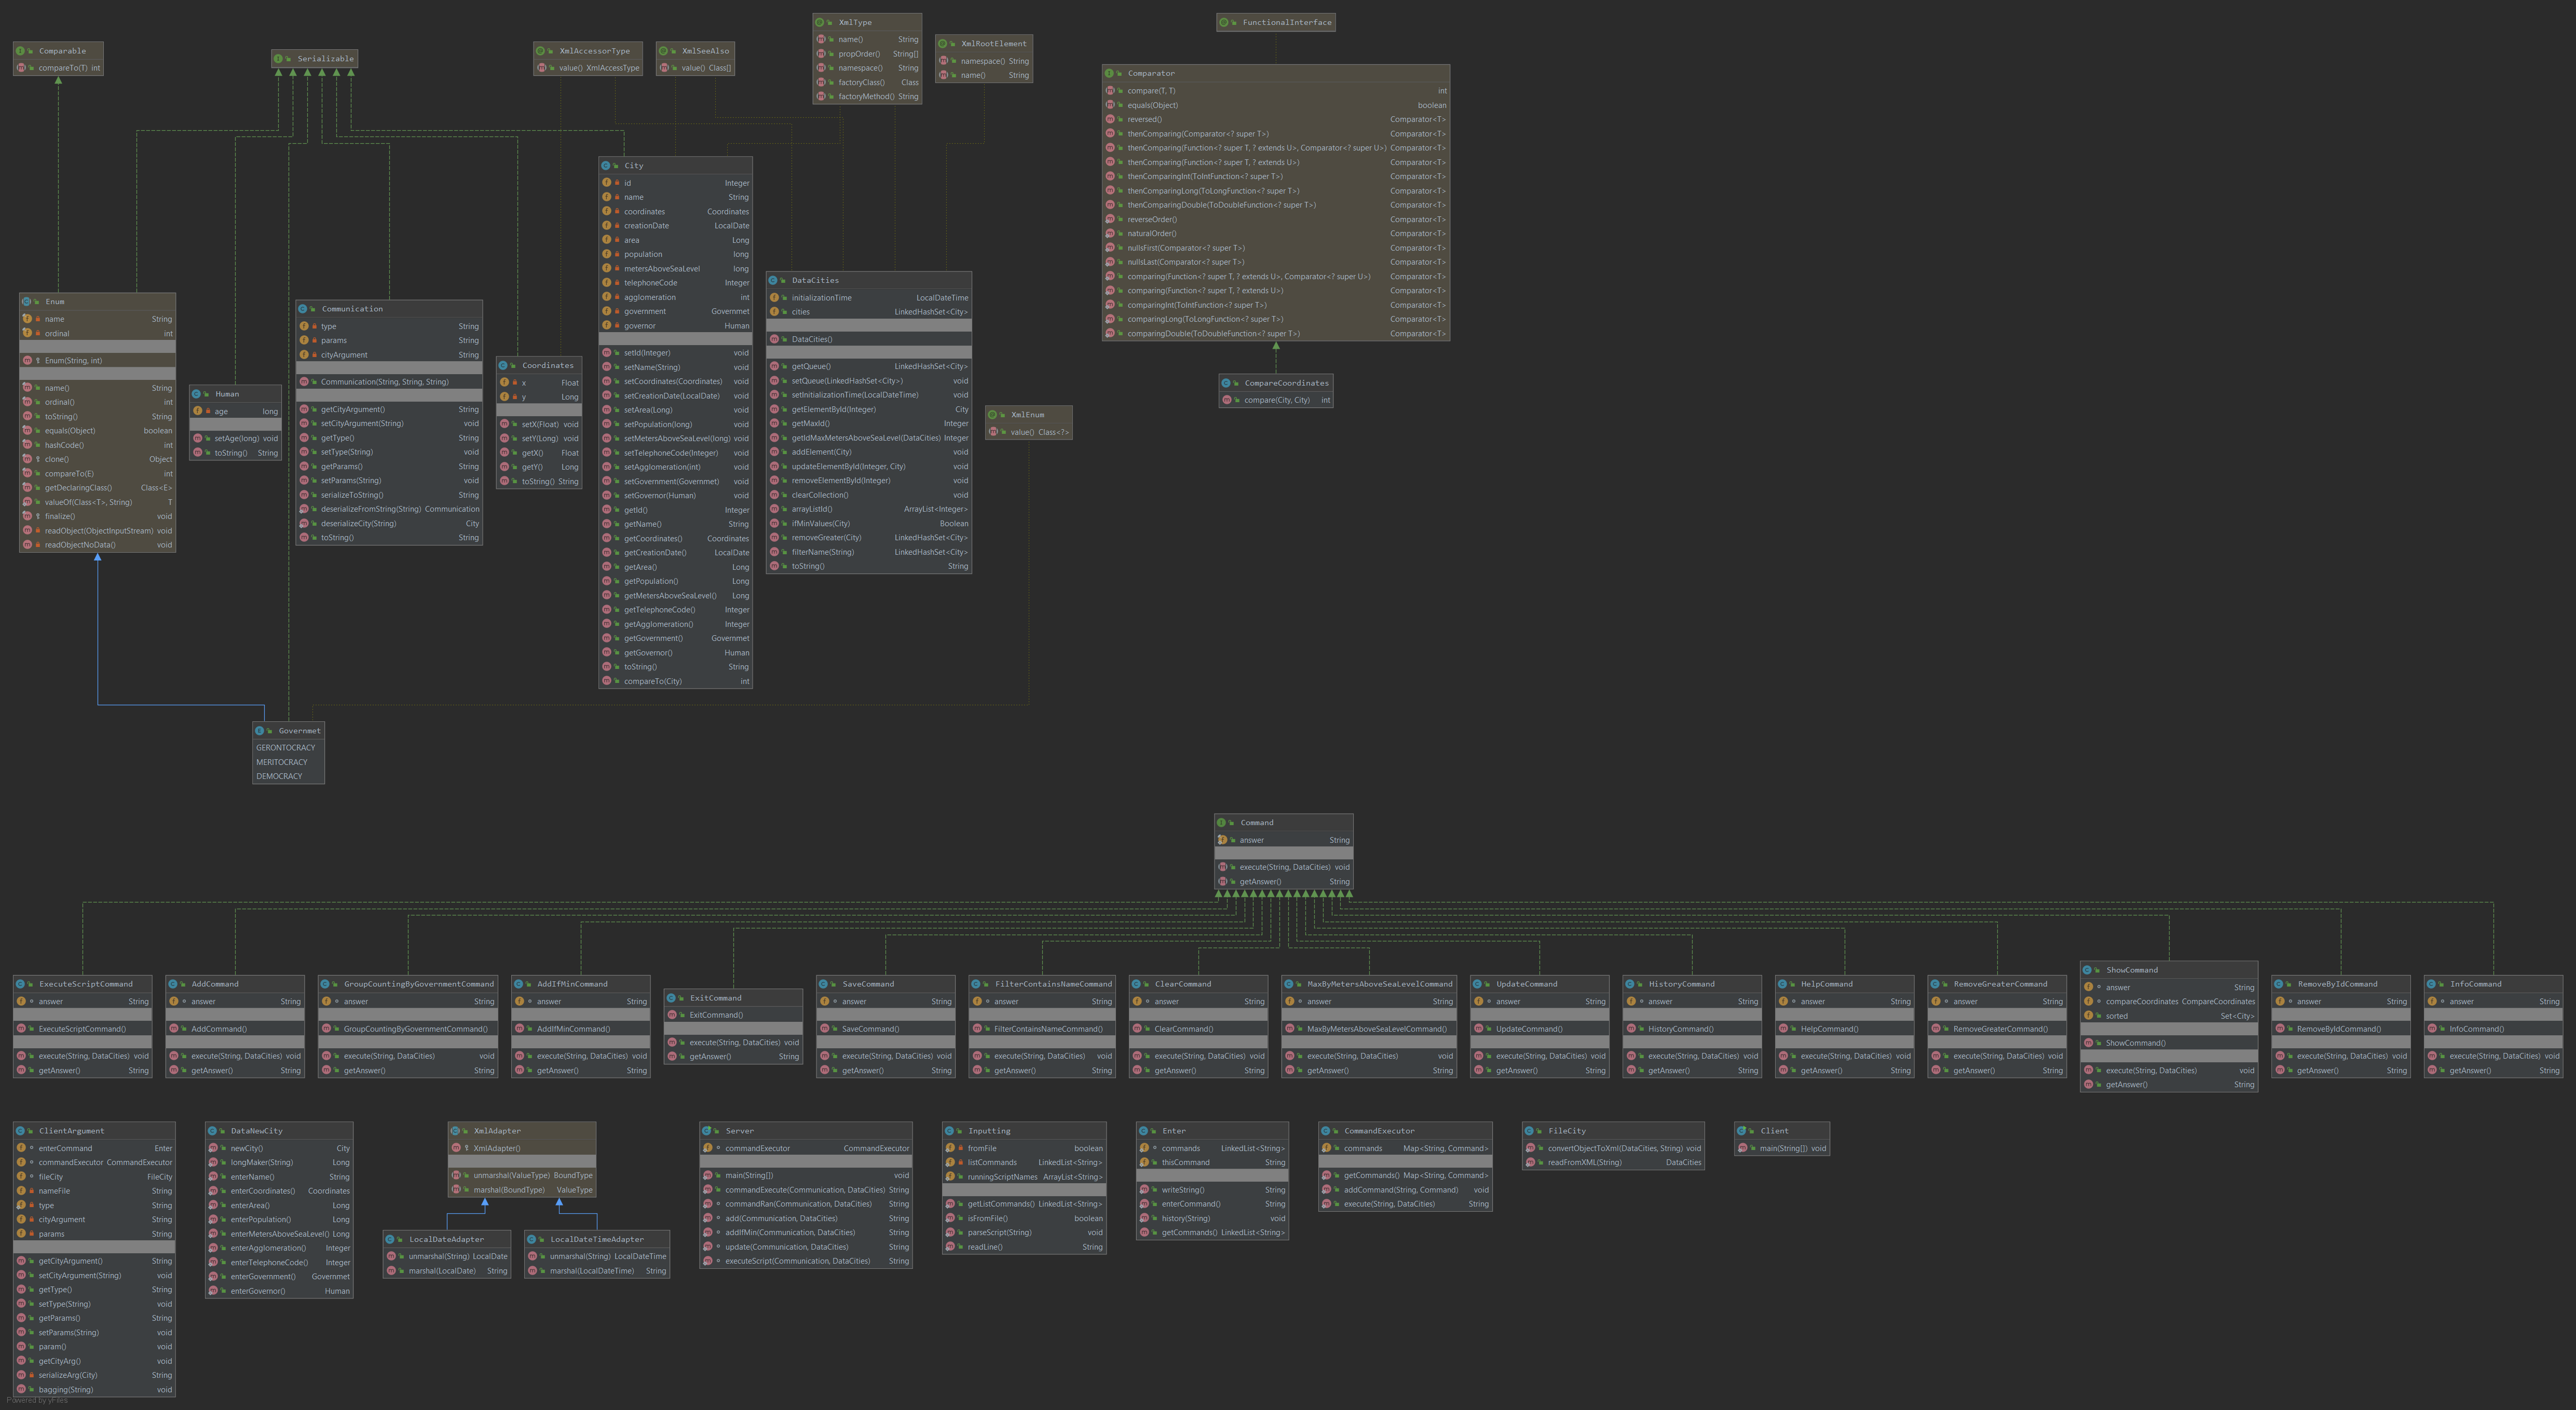 Comparable
compareTo(T) int
Serializable
XmlAccessorType
value() XmlAccessType
XmlSeeAlso
value() Class[]
XmlType
name() String
propOrder() String[]
namespace() String
factoryClass() Class
factoryMethod() String
XmlRootElement
namespace() String
name() String
FunctionalInterface
Comparator
compare(T, T) int
equals(Object) boolean
reversed() Comparator<T>
thenComparing(Comparator<? super T>) Comparator<T>
thenComparing(Function<? super T, ? extends U>, Comparator<? super U>) Comparator<T>
thenComparing(Function<? super T, ? extends U>) Comparator<T>
thenComparingInt(ToIntFunction<? super T>) Comparator<T>
thenComparingLong(ToLongFunction<? super T>) Comparator<T>
thenComparingDouble(ToDoubleFunction<? super T>) Comparator<T>
reverseOrder() Comparator<T>
naturalOrder() Comparator<T>
nullsFirst(Comparator<? super T>) Comparator<T>
nullsLast(Comparator<? super T>) Comparator<T>
comparing(Function<? super T, ? extends U>, Comparator<? super U>) Comparator<T>
comparing(Function<? super T, ? extends U>) Comparator<T>
comparingInt(ToIntFunction<? super T>) Comparator<T>
comparingLong(ToLongFunction<? super T>) Comparator<T>
comparingDouble(ToDoubleFunction<? super T>) Comparator<T>
Enum
name String
ordinal int
Enum(String, int)
name() String
ordinal() int
toString() String
equals(Object) boolean
hashCode() int
clone() Object
compareTo(E) int
getDeclaringClass() Class<E>
valueOf(Class<T>, String) T
finalize() void
readObject(ObjectInputStream) void
readObjectNoData() void
Human
age long
setAge(long) void
toString() String
Communication
type String
params String
cityArgument String
Communication(String, String, String)
getCityArgument() String
setCityArgument(String) void
getType() String
setType(String) void
getParams() String
setParams(String) void
serializeToString() String
deserializeFromString(String) Communication
deserializeCity(String) City
toString() String
Coordinates
x Float
y Long
setX(Float) void
setY(Long) void
getX() Float
getY() Long
toString() String
City
id Integer
name String
coordinates Coordinates
creationDate LocalDate
area Long
population long
metersAboveSeaLevel long
telephoneCode Integer
agglomeration int
government Governmet
governor Human
setId(Integer) void
setName(String) void
setCoordinates(Coordinates) void
setCreationDate(LocalDate) void
setArea(Long) void
setPopulation(long) void
setMetersAboveSeaLevel(long) void
setTelephoneCode(Integer) void
setAgglomeration(int) void
setGovernment(Governmet) void
setGovernor(Human) void
getId() Integer
getName() String
getCoordinates() Coordinates
getCreationDate() LocalDate
getArea() Long
getPopulation() Long
getMetersAboveSeaLevel() Long
getTelephoneCode() Integer
getAgglomeration() Integer
getGovernment() Governmet
getGovernor() Human
toString() String
compareTo(City) int
DataCities
initializationTime LocalDateTime
cities LinkedHashSet<City>
DataCities()
getQueue() LinkedHashSet<City>
setQueue(LinkedHashSet<City>) void
setInitializationTime(LocalDateTime) void
getElementById(Integer) City
getMaxId() Integer
getIdMaxMetersAboveSeaLevel(DataCities) Integer
addElement(City) void
updateElementById(Integer, City) void
removeElementById(Integer) void
clearCollection() void
arrayListId() ArrayList<Integer>
ifMinValues(City) Boolean
removeGreater(City) LinkedHashSet<City>
filterName(String) LinkedHashSet<City>
toString() String
XmlEnum
value() Class<?>
CompareCoordinates
compare(City, City) int
Governmet
GERONTOCRACY
MERITOCRACY
DEMOCRACY
Command
answer String
execute(String, DataCities) void
getAnswer() String
ExecuteScriptCommand
answer String
ExecuteScriptCommand()
execute(String, DataCities) void
getAnswer() String
AddCommand
answer String
AddCommand()
execute(String, DataCities) void
getAnswer() String
GroupCountingByGovernmentCommand
answer String
GroupCountingByGovernmentCommand()
execute(String, DataCities) void
getAnswer() String
AddIfMinCommand
answer String
AddIfMinCommand()
execute(String, DataCities) void
getAnswer() String
ExitCommand
ExitCommand()
execute(String, DataCities) void
getAnswer() String
SaveCommand
answer String
SaveCommand()
execute(String, DataCities) void
getAnswer() String
FilterContainsNameCommand
answer String
FilterContainsNameCommand()
execute(String, DataCities) void
getAnswer() String
ClearCommand
answer String
ClearCommand()
execute(String, DataCities) void
getAnswer() String
MaxByMetersAboveSeaLevelCommand
answer String
MaxByMetersAboveSeaLevelCommand()
execute(String, DataCities) void
getAnswer() String
UpdateCommand
answer String
UpdateCommand()
execute(String, DataCities) void
getAnswer() String
HistoryCommand
answer String
HistoryCommand()
execute(String, DataCities) void
getAnswer() String
HelpCommand
answer String
HelpCommand()
execute(String, DataCities) void
getAnswer() String
RemoveGreaterCommand
answer String
RemoveGreaterCommand()
execute(String, DataCities) void
getAnswer() String
ShowCommand
answer String
compareCoordinates CompareCoordinates
sorted Set<City>
ShowCommand()
execute(String, DataCities) void
getAnswer() String
RemoveByIdCommand
answer String
RemoveByIdCommand()
execute(String, DataCities) void
getAnswer() String
InfoCommand
answer String
InfoCommand()
execute(String, DataCities) void
getAnswer() String
ClientArgument
enterCommand Enter
commandExecutor CommandExecutor
fileCity FileCity
nameFile String
type String
cityArgument String
params String
getCityArgument() String
setCityArgument(String) void
getType() String
setType(String) void
getParams() String
setParams(String) void
param() void
getCityArg() void
serializeArg(City) String
bagging(String) void
DataNewCity
newCity() City
longMaker(String) Long
enterName() String
enterCoordinates() Coordinates
enterArea() Long
enterPopulation() Long
enterMetersAboveSeaLevel() Long
enterAgglomeration() Integer
enterTelephoneCode() Integer
enterGovernment() Governmet
enterGovernor() Human
XmlAdapter
XmlAdapter()
unmarshal(ValueType) BoundType
marshal(BoundType) ValueType
LocalDateAdapter
unmarshal(String) LocalDate
marshal(LocalDate) String
LocalDateTimeAdapter
unmarshal(String) LocalDateTime
marshal(LocalDateTime) String
Server
commandExecutor CommandExecutor
main(String[]) void
commandExecute(Communication, DataCities) String
commandRan(Communication, DataCities) String
add(Communication, DataCities) String
addIfMin(Communication, DataCities) String
update(Communication, DataCities) String
executeScript(Communication, DataCities) String
Inputting
fromFile boolean
listCommands LinkedList<String>
runningScriptNames ArrayList<String>
getListCommands() LinkedList<String>
isFromFile() boolean
parseScript(String) void
readLine() String
Enter
commands LinkedList<String>
thisCommand String
writeString() String
enterCommand() String
history(String) void
getCommands() LinkedList<String>
CommandExecutor
commands Map<String, Command>
getCommands() Map<String, Command>
addCommand(String, Command) void
execute(String, DataCities) String
FileCity
convertObjectToXml(DataCities, String) void
readFromXML(String) DataCities
Client
main(String[]) void
Powered by yFiles